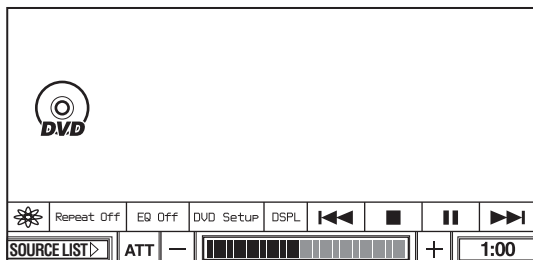 DVD
Repeat Off EQ Off DVD Setup DSPL
SOURCE LIST ATT − + 1:00